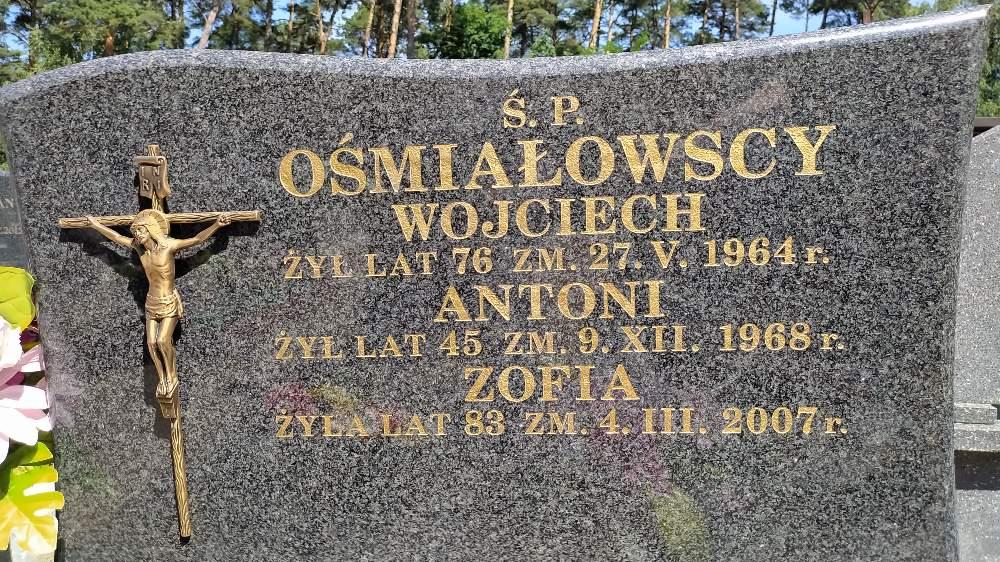 Ś. P.
OŚMIAŁOWSCY
WOJCIECH
ŻYŁ LAT 76 ZM. 27. V. 1964 r.
ANTONI
ŻYŁ LAT 45 ZM. 9. XII. 1968 r.
ZOFIA
ŻYŁA LAT 83 ZM. 4. III. 2007 r.